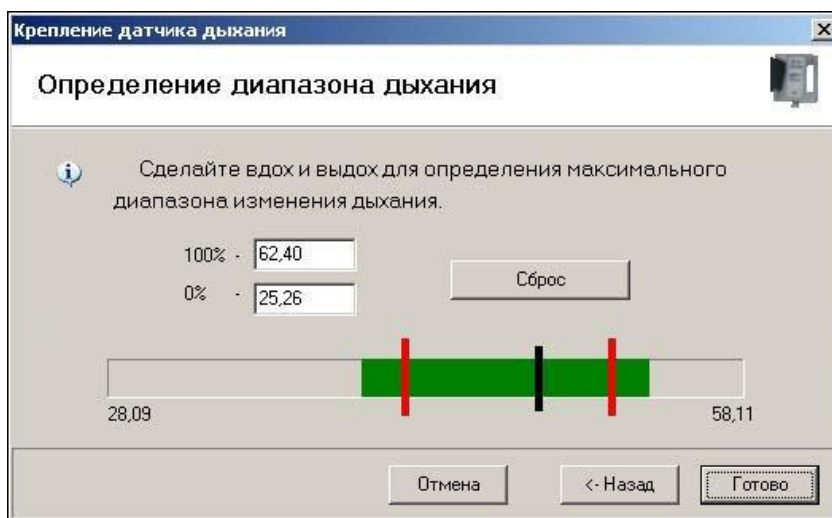 Крепление датчика дыхания
Определение диапазона дыхания
Сделайте вдох и выдох для определения максимального
диапазона изменения дыхания.
100% - 62,40
0% - 25,26
Сброс
28,09 58,11
Отмена <- Назад Готово